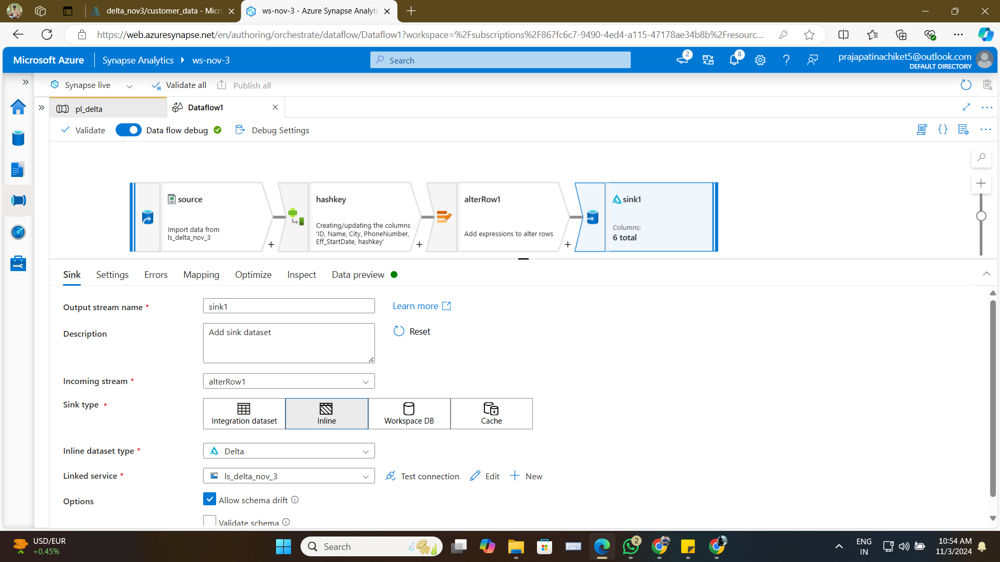 delta_nov3/customer_data - Micr
ws-nov-3 - Azure Synapse Analyti
https://web.azuresynapse.net/en/authoring/orchestrate/dataflow/Dataflow1?workspace=%2Fsubscriptions%2F867fc6c7-9490-4ed4-a115-47178ae34b8b%2Fresourc...
Microsoft Azure
Synapse Analytics
ws-nov-3
Search
2
8
prajapatinachiket5@outlook.com
DEFAULT DIRECTORY
Synapse live
Validate all
Publish all
pl_delta
Dataflow1
Validate
Data flow debug
Debug Settings
source
Import data from
ls_delta_nov_3
hashkey
Creating/updating the columns
'ID, Name, City, PhoneNumber,
Eff_StartDate, hashkey'
alterRow1
Add expressions to alter rows
sink1
Columns:
6 total
Sink
Settings
Errors
Mapping
Optimize
Inspect
Data preview
Output stream name *
sink1
Learn more
Description
Add sink dataset
Reset
Incoming stream *
alterRow1
Sink type *
Integration dataset
Inline
Workspace DB
Cache
Inline dataset type *
Delta
Linked service *
ls_delta_nov_3
Test connection
Edit
New
Options
Allow schema drift
Validate schema
USD/EUR
+0.45%
Search
2
ENG
IN
10:54 AM
11/3/2024